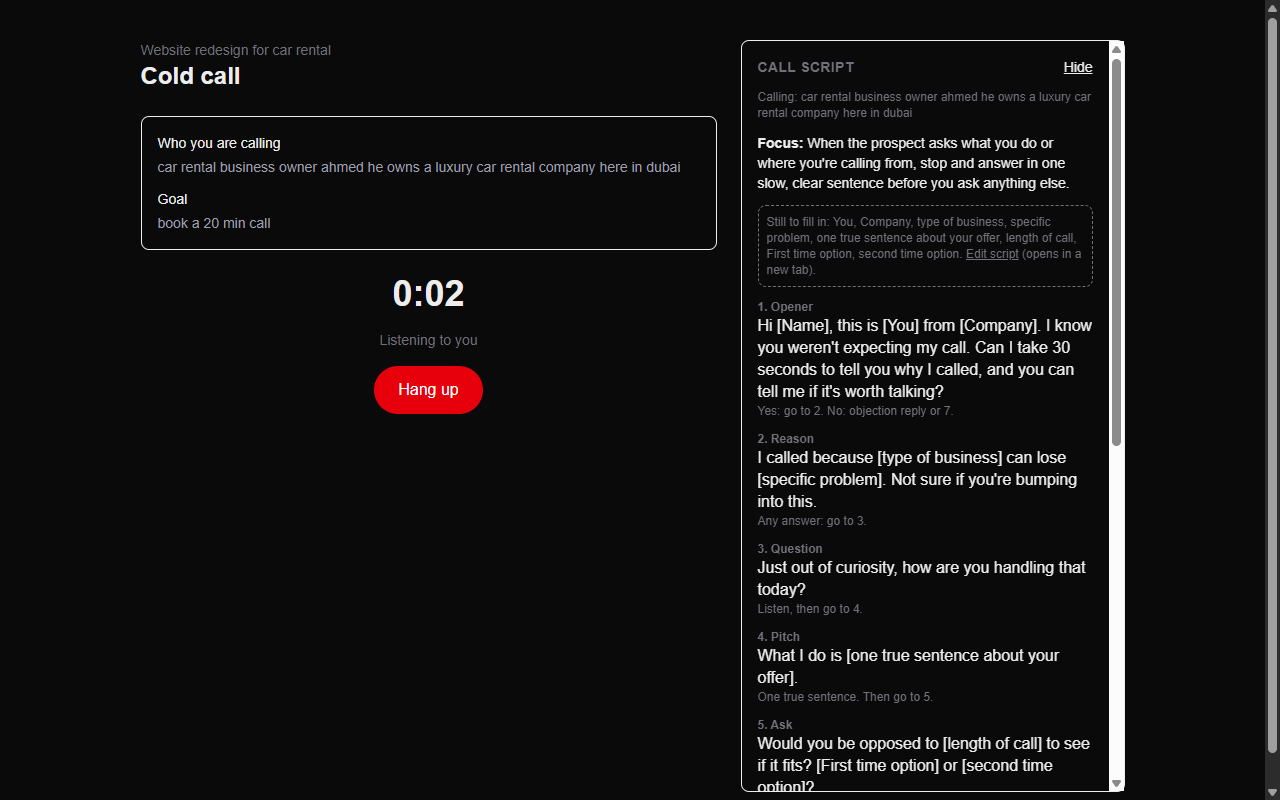 Website redesign for car rental
Cold call
Who you are calling
car rental business owner ahmed he owns a luxury car rental company here in dubai
Goal
book a 20 min call
0:02
Listening to you
Hang up
CALL SCRIPT
Hide
Calling: car rental business owner ahmed he owns a luxury car
rental company here in dubai
Focus: When the prospect asks what you do or
where you're calling from, stop and answer in one
slow, clear sentence before you ask anything else.
Still to fill in: You, Company, type of business, specific
problem, one true sentence about your offer, length of call,
First time option, second time option. Edit script (opens in a
new tab).
1. Opener
Hi [Name], this is [You] from [Company]. I know
you weren't expecting my call. Can I take 30
seconds to tell you why I called, and you can
tell me if it's worth talking?
Yes: go to 2. No: objection reply or 7.
2. Reason
I called because [type of business] can lose
[specific problem]. Not sure if you're bumping
into this.
Any answer: go to 3.
3. Question
Just out of curiosity, how are you handling that
today?
Listen, then go to 4.
4. Pitch
What I do is [one true sentence about your
offer].
One true sentence. Then go to 5.
5. Ask
Would you be opposed to [length of call] to see
if it fits? [First time option] or [second time
option]?